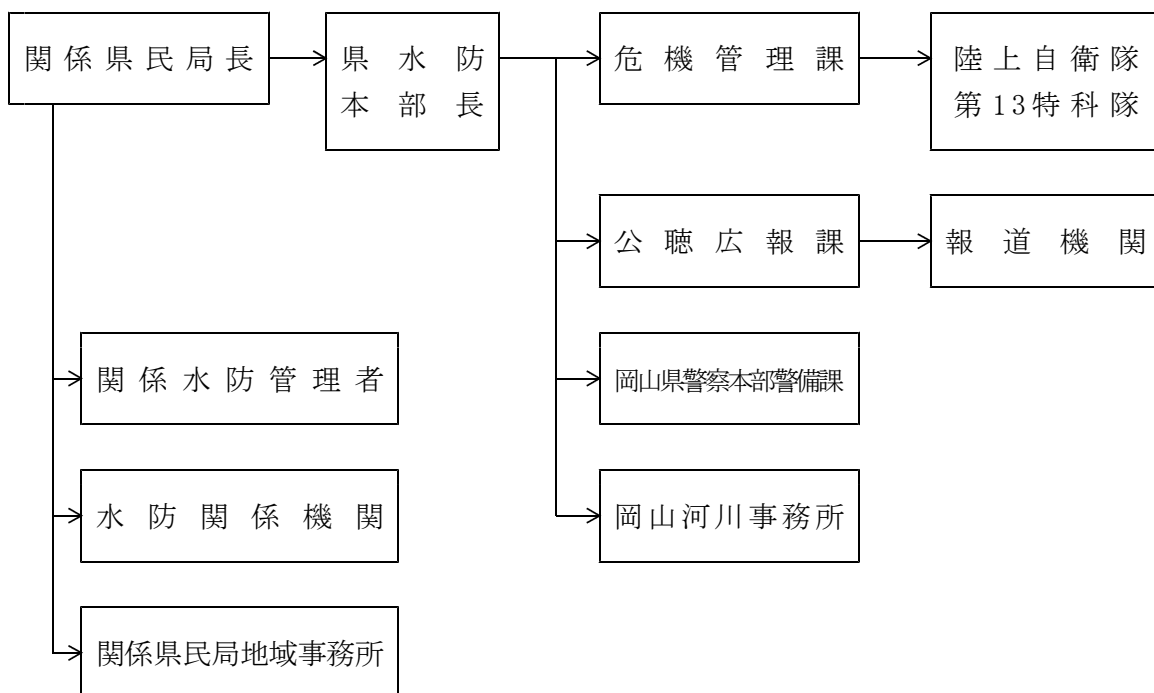 関係県民局長
県水防
本部長
危機管理課
陸上自衛隊
第13特科隊
公聴広報課
報道機関
関係水防管理者
岡山県警察本部警備課
水防関係機関
岡山河川事務所
関係県民局地域事務所